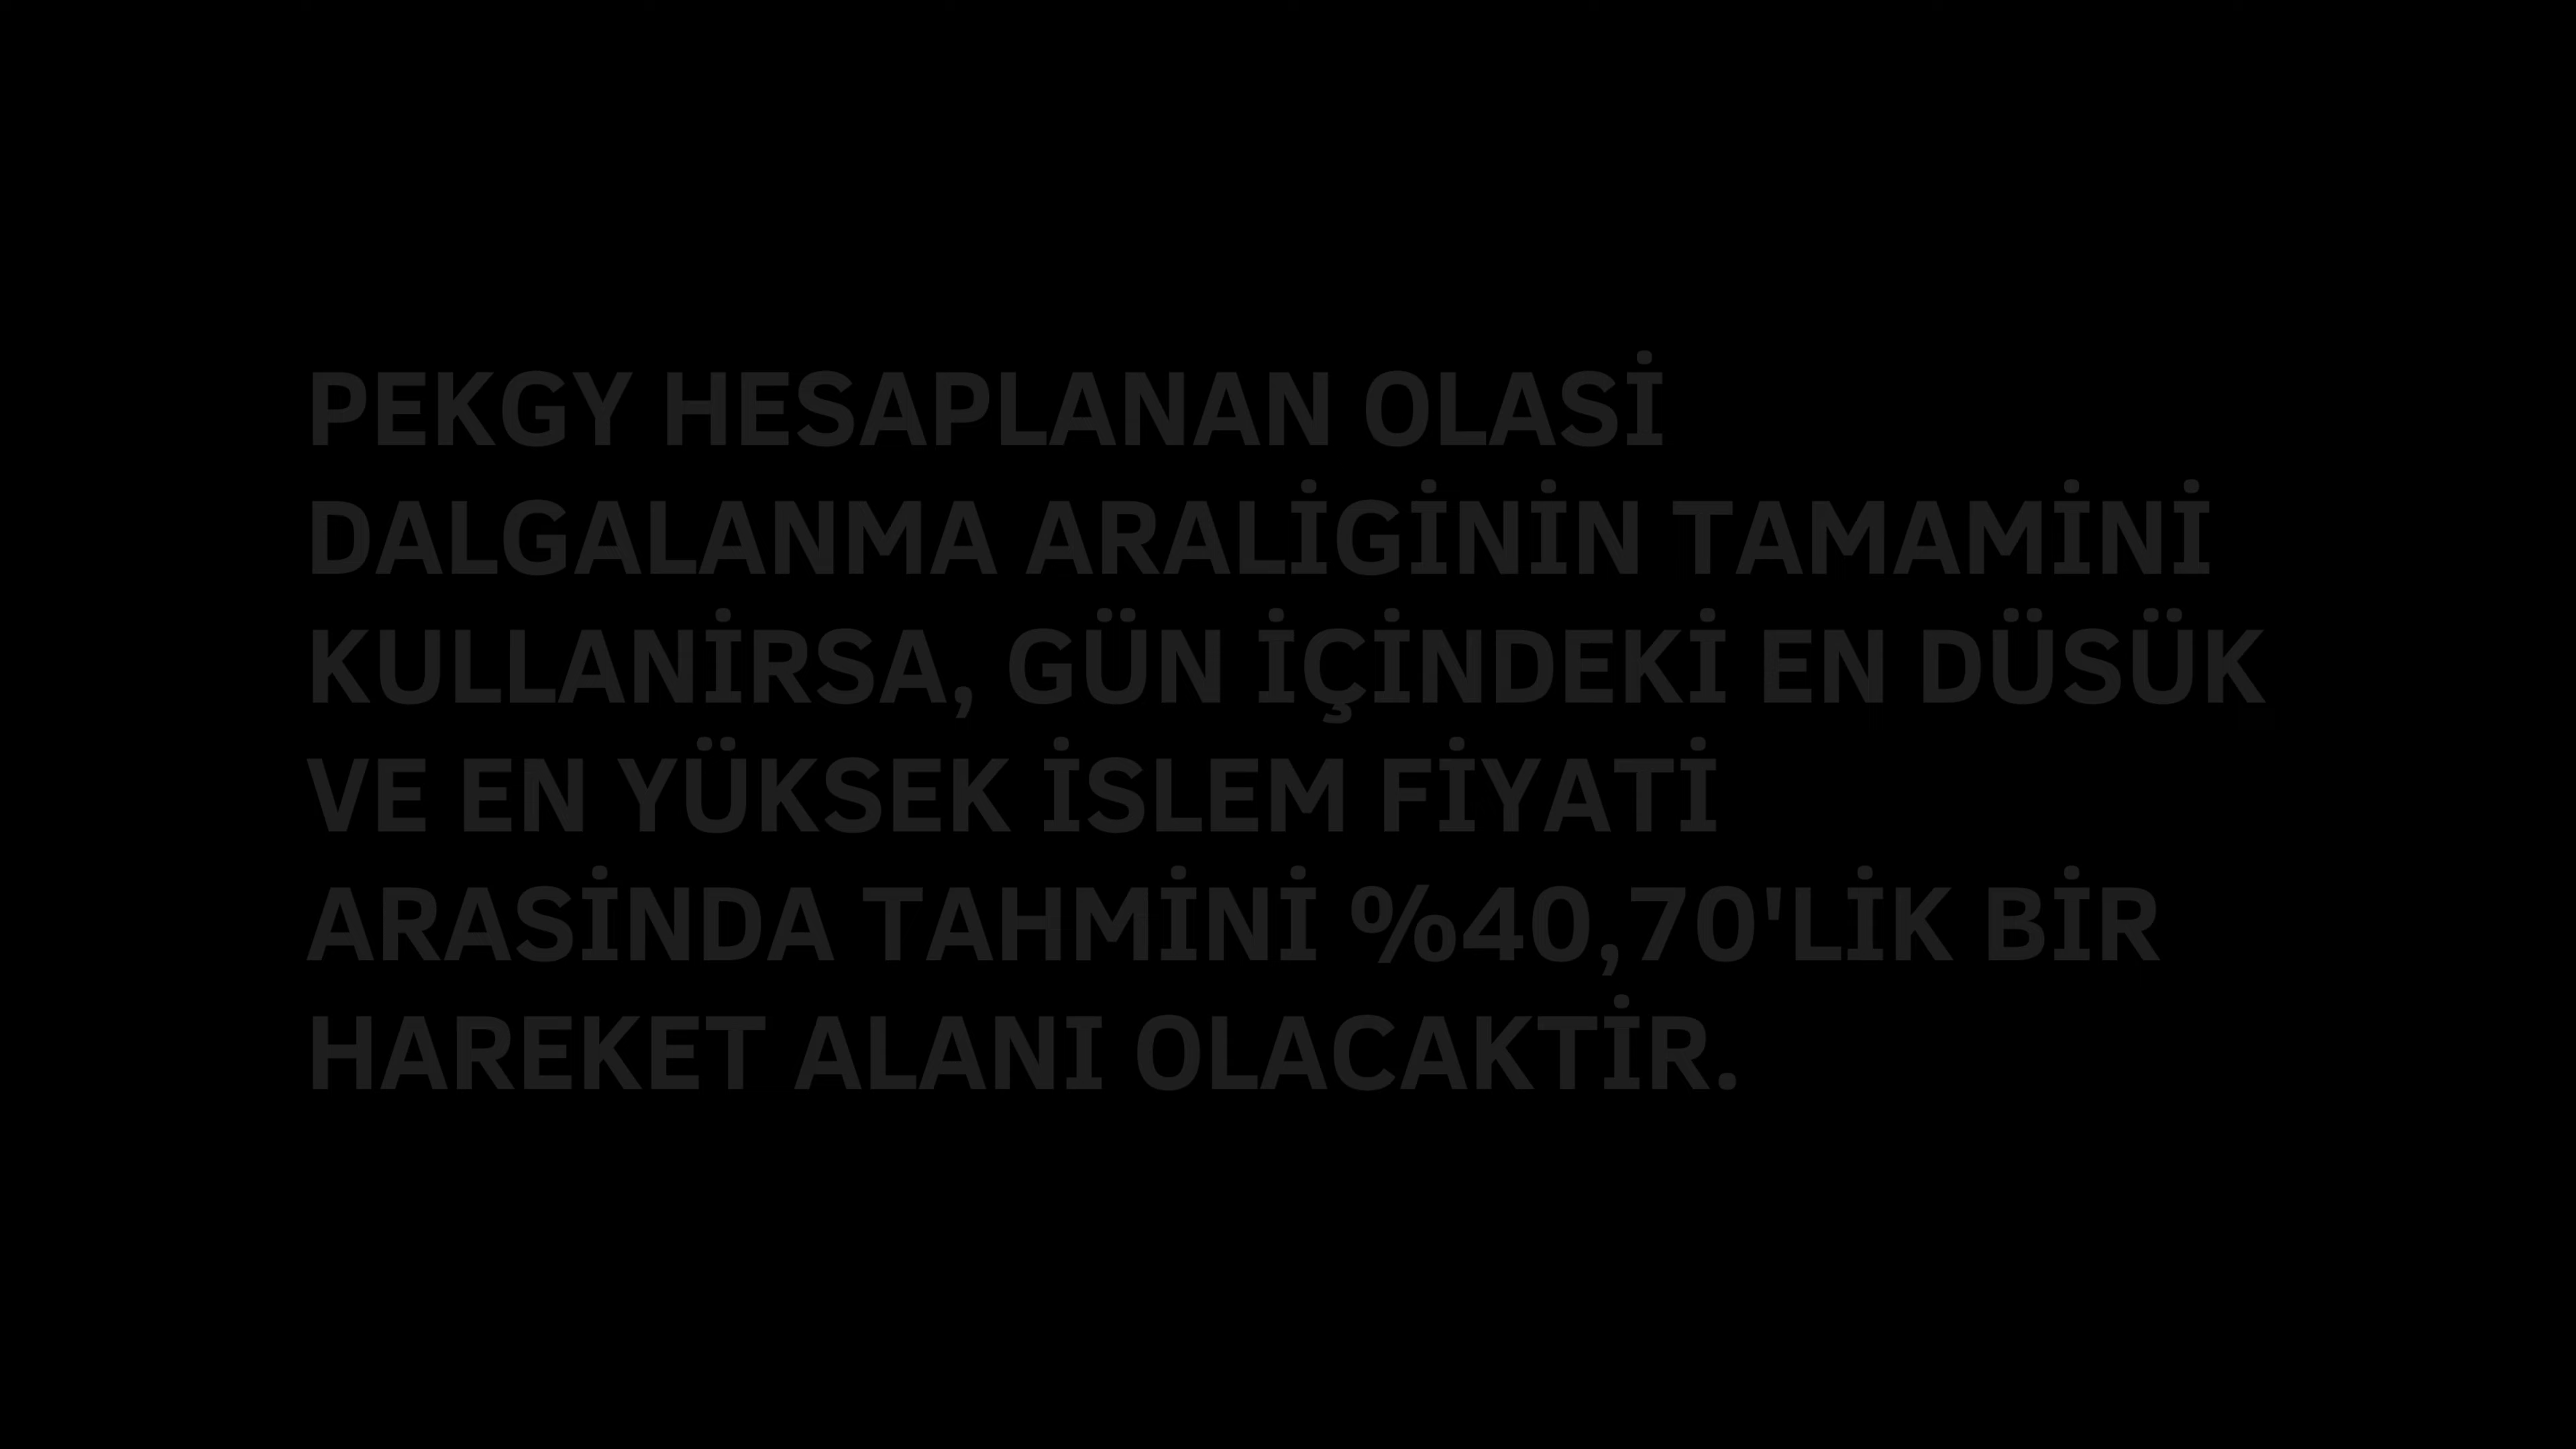 PEKGY HESAPLANAN OLASİ
DALGALANMA ARALİGİNİN TAMAMİNİ
KULLANİRSA, GÜN İÇİNDEKİ EN DÜSÜK
VE EN YÜKSEK İSLEM FİYATİ
ARASİNDA TAHMİNİ %40,70'LİK BİR
HAREKET ALANI OLACAKTİR.